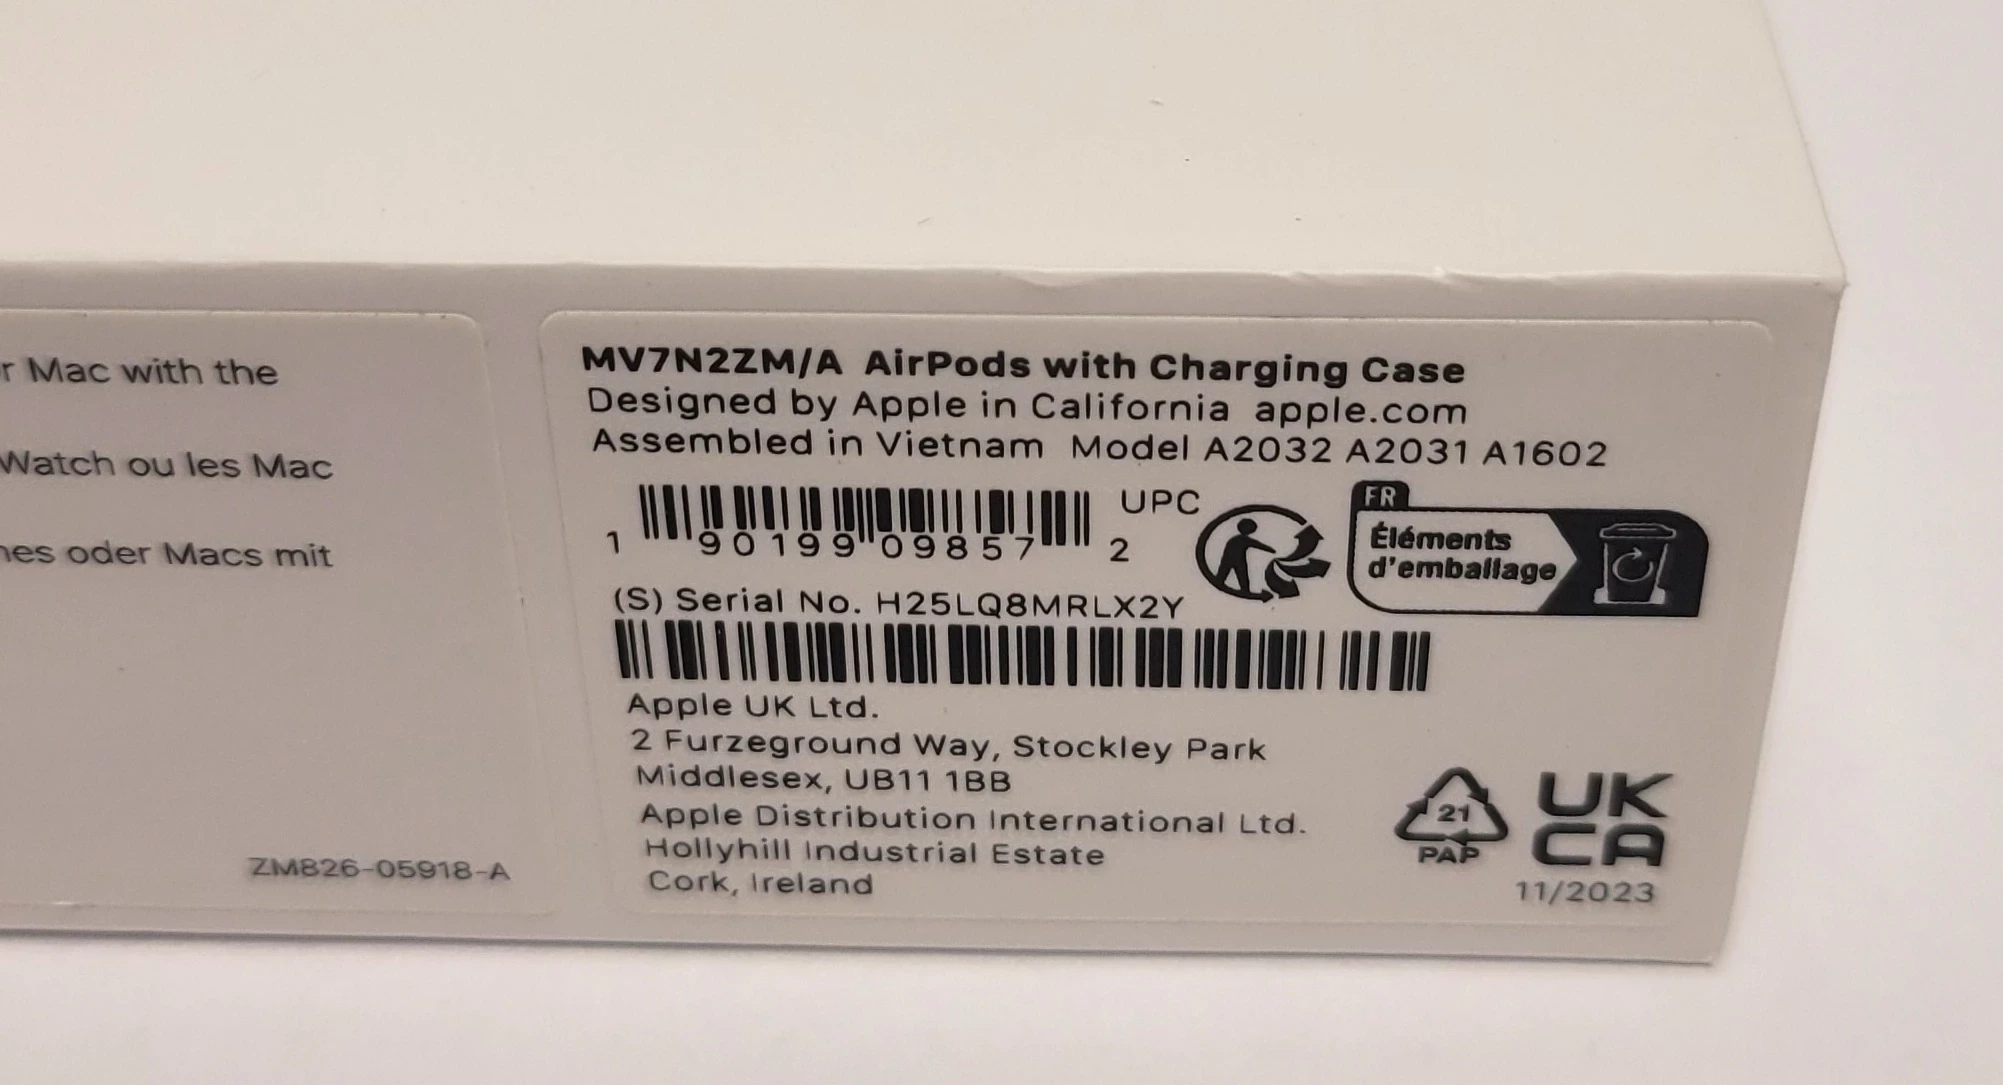 r Mac with the
Watch ou les Mac
nes oder Macs mit
ZM826-05918-A
MV7N2ZM/A AirPods with Charging Case
Designed by Apple in California apple.com
Assembled in Vietnam Model A2032 A2031 A1602
UPC
1 90199 09857 2
FR
Éléments
d'emballage
(S) Serial No. H25LQ8MRLX2Y
Apple UK Ltd.
2 Furzeground Way, Stockley Park
Middlesex, UB11 1BB
Apple Distribution International Ltd.
Hollyhill Industrial Estate
Cork, Ireland
21
PAP
UK
CA
11/2023